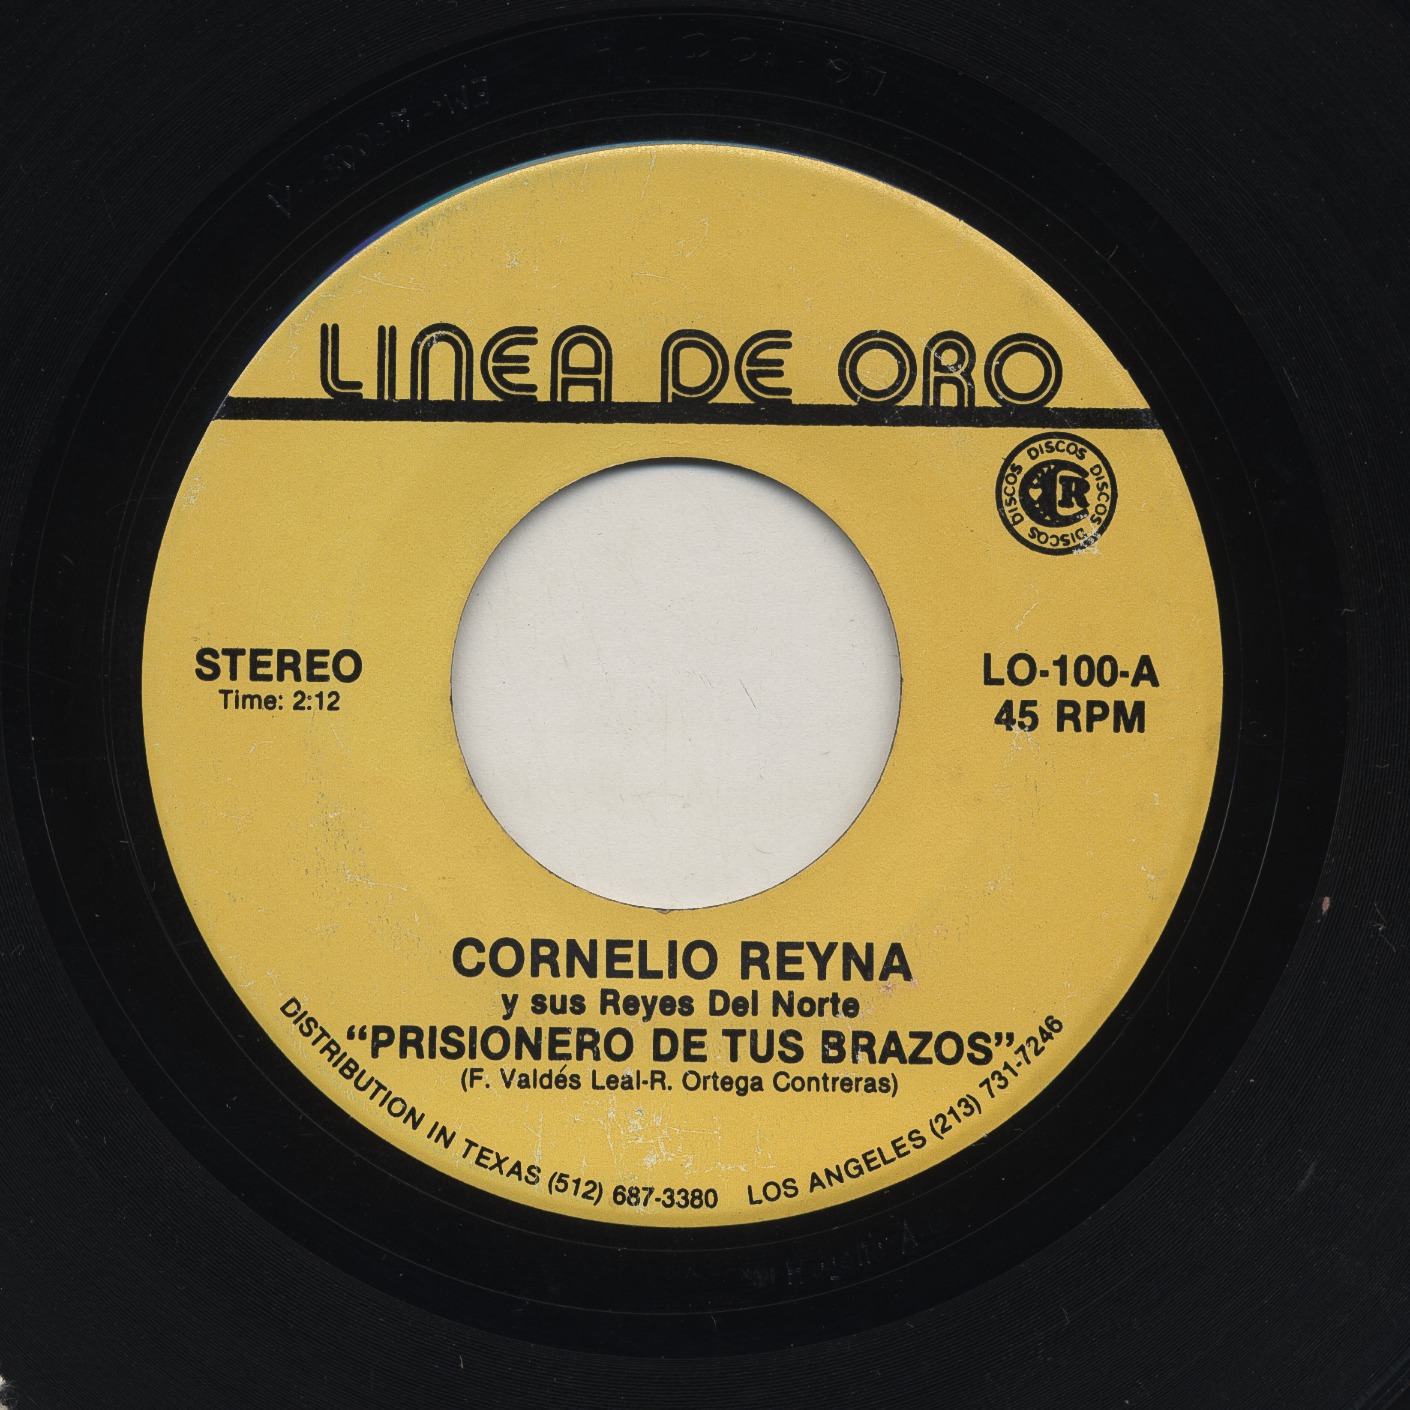 LINEA DE ORO
DISCOS DISCOS DISCOS DISCOS DISCOS
CR
STEREO
Time: 2:12
LO-100-A
45 RPM
CORNELIO REYNA
y sus Reyes Del Norte
“PRISIONERO DE TUS BRAZOS”
(F. Valdés Leal-R. Ortega Contreras)
DISTRIBUTION IN TEXAS (512) 687-3380 LOS ANGELES (213) 731-7246